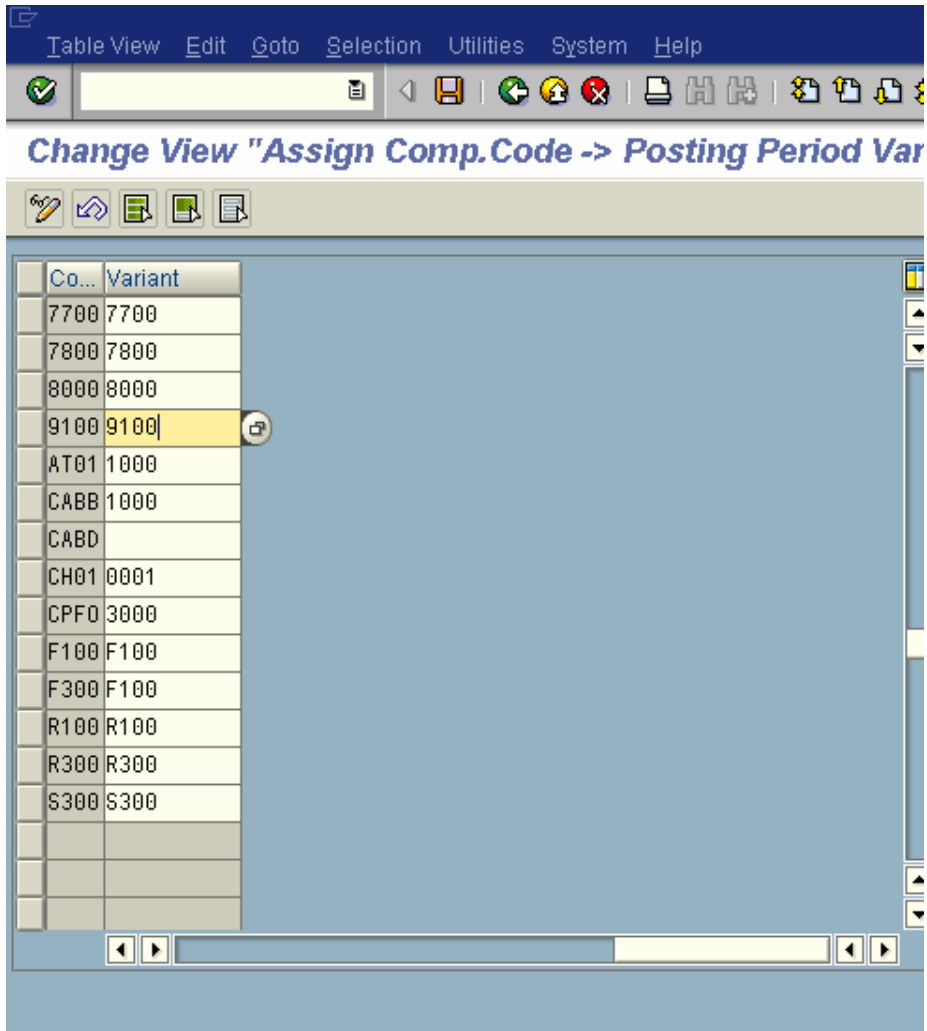 Table View Edit Goto Selection Utilities System Help
Change View "Assign Comp.Code -> Posting Period Var
Co... Variant
7700 7700
7800 7800
8000 8000
9100 9100
AT01 1000
CABB 1000
CABD
CH01 0001
CPF0 3000
F100 F100
F300 F100
R100 R100
R300 R300
S300 S300